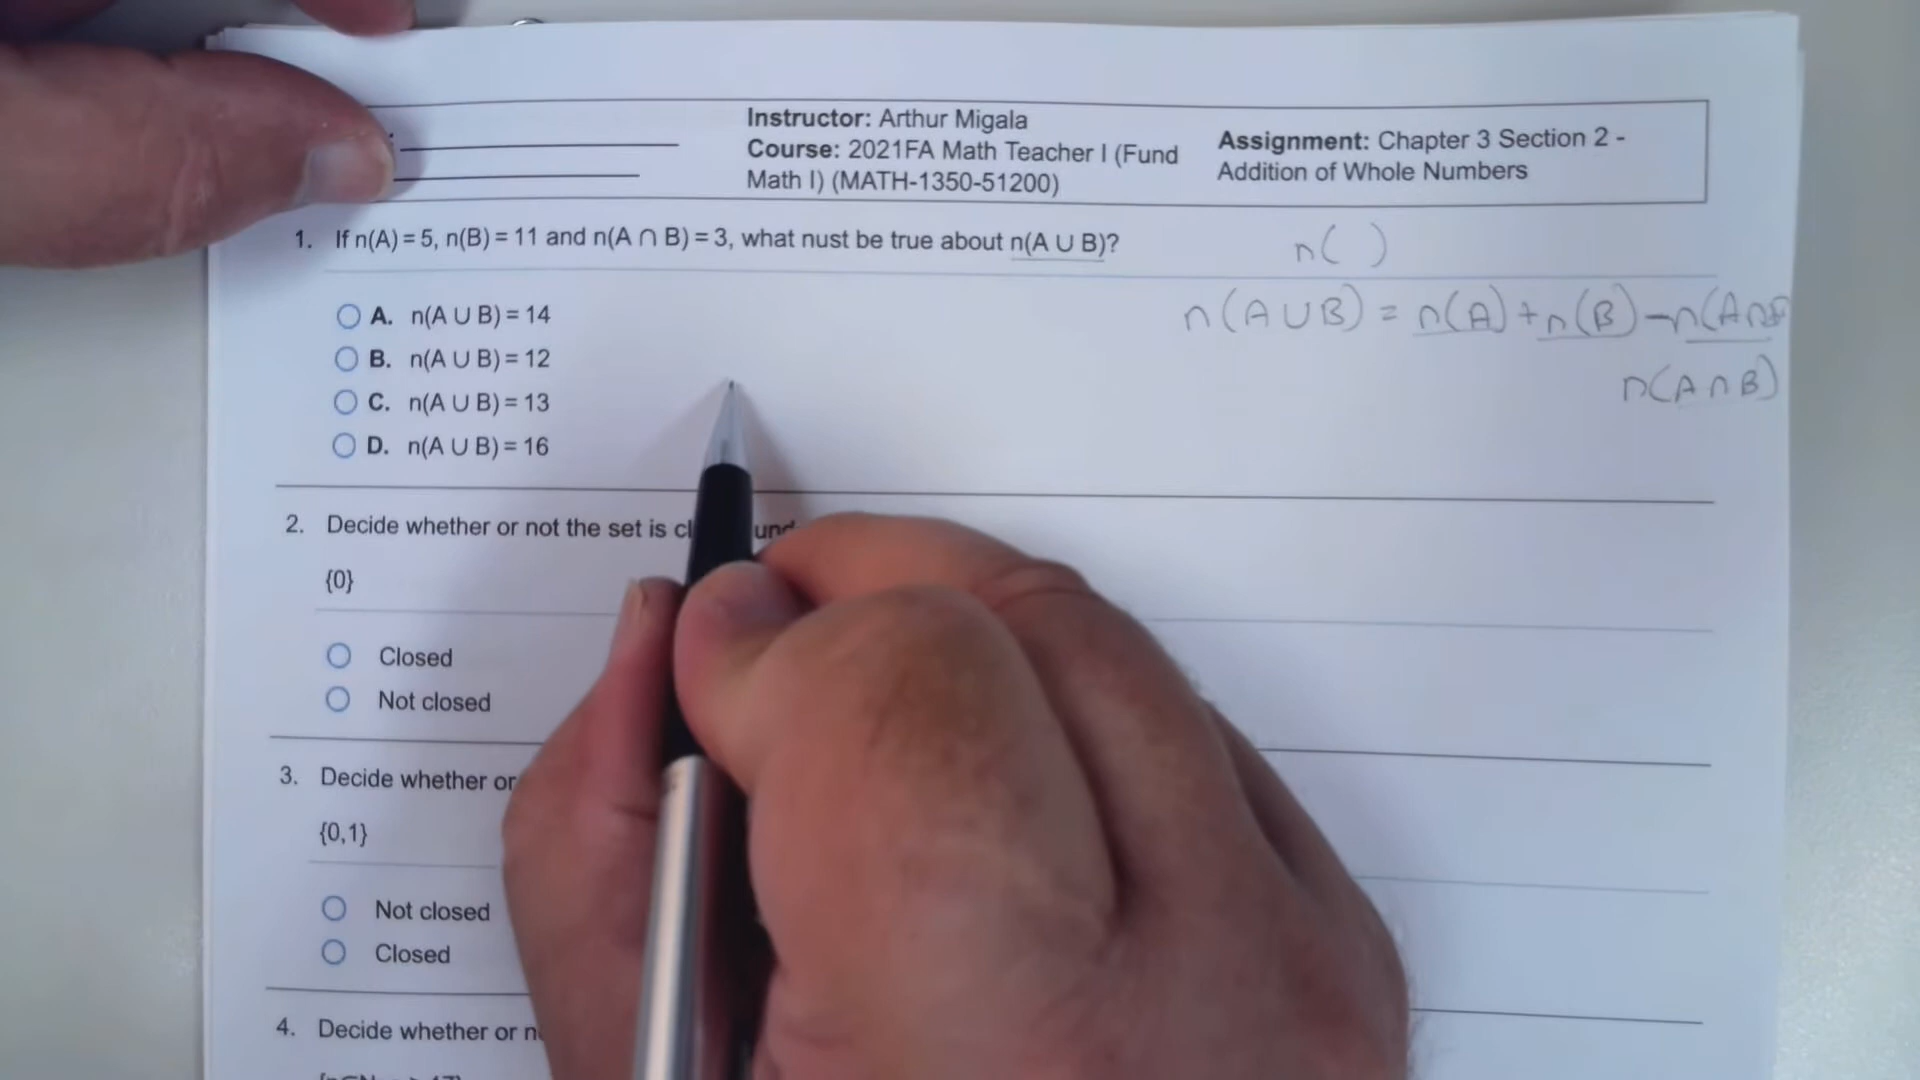 Instructor: Arthur Migala
Course: 2021FA Math Teacher I (Fund
Math I) (MATH-1350-51200)
Assignment: Chapter 3 Section 2 -
Addition of Whole Numbers
1. If n(A) = 5, n(B) = 11 and n(A ∩ B) = 3, what nust be true about n(A ∪ B)?
n( )
n(A∪B) = n(A) + n(B) - n(A∩B
n(A∩B)
A. n(A ∪ B) = 14
B. n(A ∪ B) = 12
C. n(A ∪ B) = 13
D. n(A ∪ B) = 16
2. Decide whether or not the set is cl und
{0}
Closed
Not closed
3. Decide whether or
{0,1}
Not closed
Closed
4. Decide whether or n